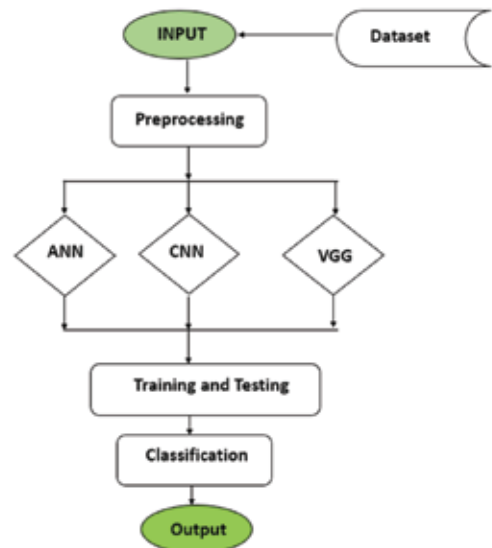 INPUT
Dataset
Preprocessing
ANN
CNN
VGG
Training and Testing
Classification
Output